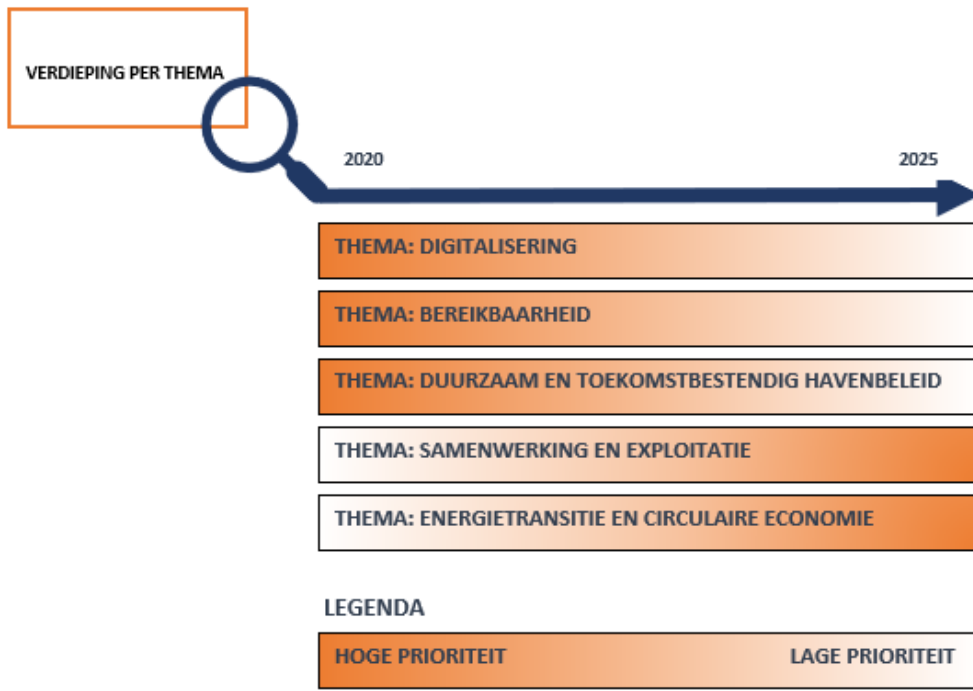 VERDIEPING PER THEMA
2020 2025
THEMA: DIGITALISERING
THEMA: BEREIKBAARHEID
THEMA: DUURZAAM EN TOEKOMSTBESTENDIG HAVENBELEID
THEMA: SAMENWERKING EN EXPLOITATIE
THEMA: ENERGIETRANSITIE EN CIRCULAIRE ECONOMIE
LEGENDA
HOGE PRIORITEIT LAGE PRIORITEIT